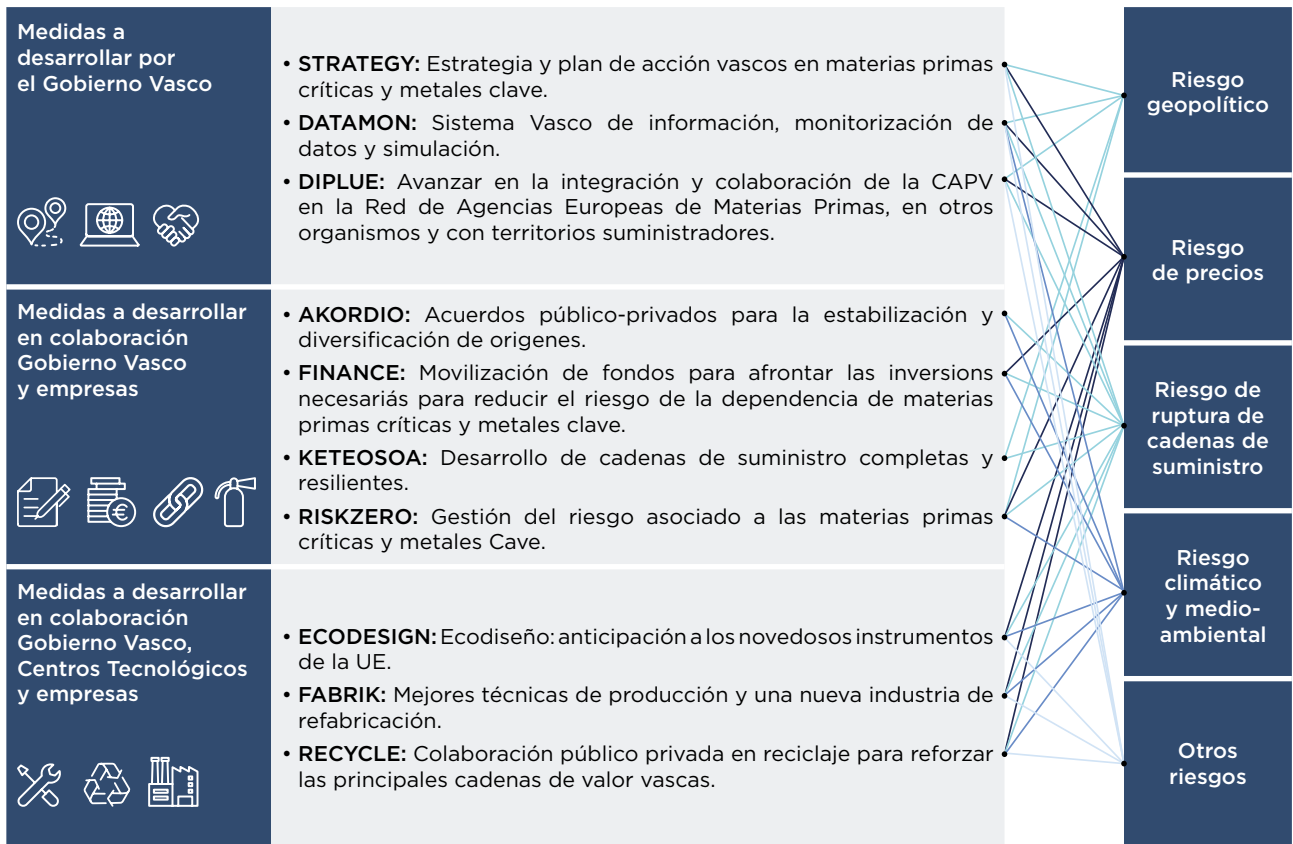 Medidas a
desarrollar por
el Gobierno Vasco
• STRATEGY: Estrategia y plan de acción vascos en materias primas
críticas y metales clave.
• DATAMON: Sistema Vasco de información, monitorización de
datos y simulación.
• DIPLUE: Avanzar en la integración y colaboración de la CAPV
en la Red de Agencias Europeas de Materias Primas, en otros
organismos y con territorios suministradores.
Medidas a desarrollar
en colaboración
Gobierno Vasco
y empresas
• AKORDIO: Acuerdos público-privados para la estabilización y
diversificación de origenes.
• FINANCE: Movilización de fondos para afrontar las inversions
necesariás para reducir el riesgo de la dependencia de materias
primas críticas y metales clave.
• KETEOSOA: Desarrollo de cadenas de suministro completas y
resilientes.
• RISKZERO: Gestión del riesgo asociado a las materias primas
críticas y metales Cave.
Medidas a desarrollar
en colaboración
Gobierno Vasco,
Centros Tecnológicos
y empresas
• ECODESIGN: Ecodiseño: anticipación a los novedosos instrumentos
de la UE.
• FABRIK: Mejores técnicas de producción y una nueva industria de
refabricación.
• RECYCLE: Colaboración público privada en reciclaje para reforzar
las principales cadenas de valor vascas.
Riesgo
geopolítico
Riesgo
de precios
Riesgo de
ruptura de
cadenas de
suministro
Riesgo
climático
y medio-
ambiental
Otros
riesgos